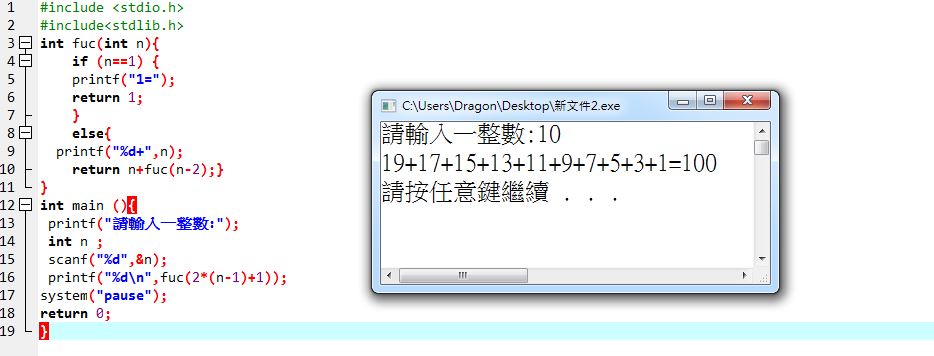 1 #include <stdio.h>
2 #include<stdlib.h>
3 int fuc(int n){
4 if (n==1) {
5 printf("1=");
6 return 1;
7 }
8 else{
9 printf("%d+",n);
10 return n+fuc(n-2);}
11 }
12 int main (){
13 printf("請輸入一整數:");
14 int n ;
15 scanf("%d",&n);
16 printf("%d\n",fuc(2*(n-1)+1));
17 system("pause");
18 return 0;
19 }
C:\Users\Dragon\Desktop\新文件2.exe
請輸入一整數:10
19+17+15+13+11+9+7+5+3+1=100
請按任意鍵繼續 . . .